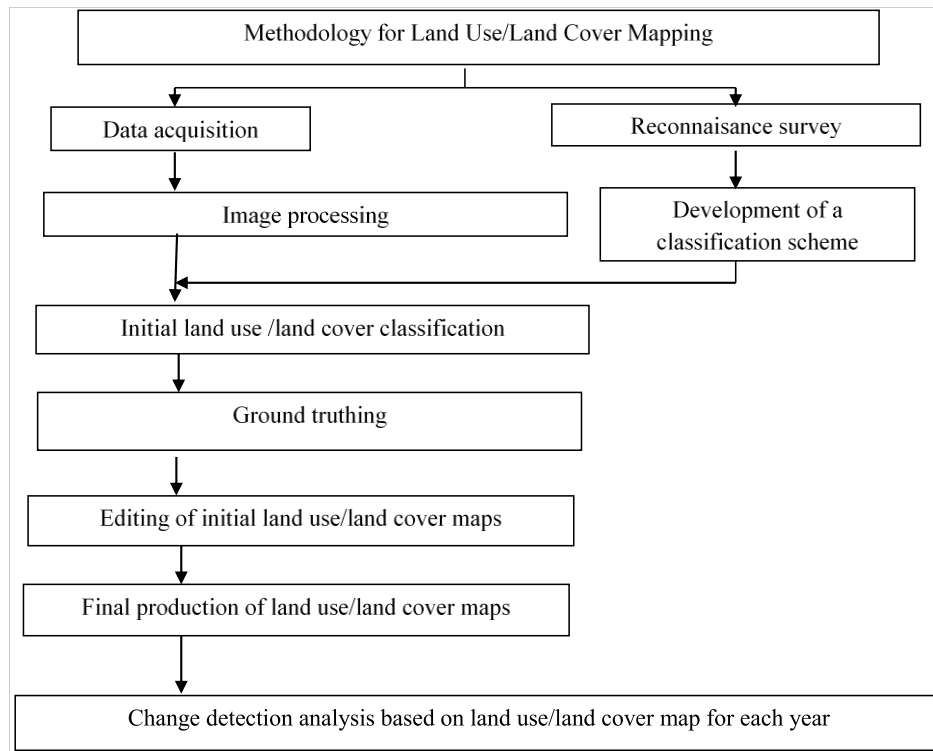 Methodology for Land Use/Land Cover Mapping
Data acquisition
Reconnaisance survey
Image processing
Development of a
classification scheme
Initial land use /land cover classification
Ground truthing
Editing of initial land use/land cover maps
Final production of land use/land cover maps
Change detection analysis based on land use/land cover map for each year